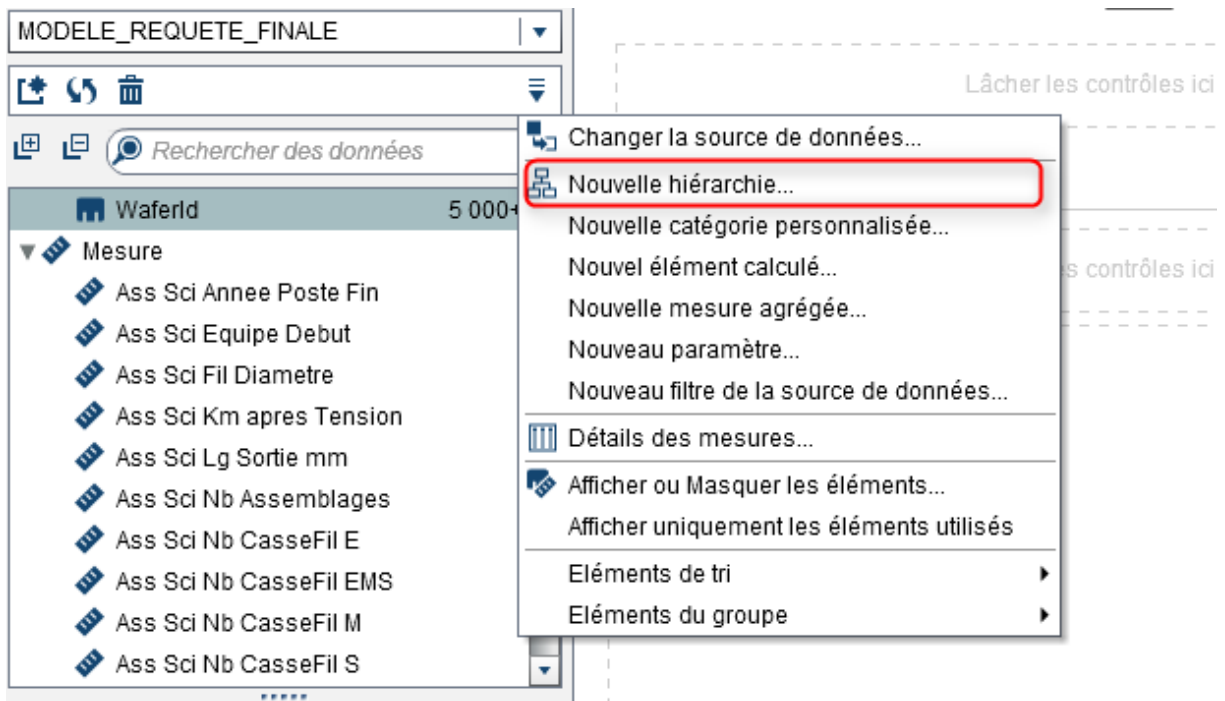 MODELE_REQUETE_FINALE
Lâcher les contrôles ici
Rechercher des données
Changer la source de données...
Nouvelle hiérarchie...
WaferId 5 000+
Nouvelle catégorie personnalisée...
Mesure
Nouvel élément calculé...
s contrôles ici
Ass Sci Annee Poste Fin
Nouvelle mesure agrégée...
Ass Sci Equipe Debut
Nouveau paramètre...
Ass Sci Fil Diametre
Nouveau filtre de la source de données...
Ass Sci Km apres Tension
Détails des mesures...
Ass Sci Lg Sortie mm
Afficher ou Masquer les éléments...
Ass Sci Nb Assemblages
Afficher uniquement les éléments utilisés
Ass Sci Nb CasseFil E
Eléments de tri
Ass Sci Nb CasseFil EMS
Eléments du groupe
Ass Sci Nb CasseFil M
Ass Sci Nb CasseFil S